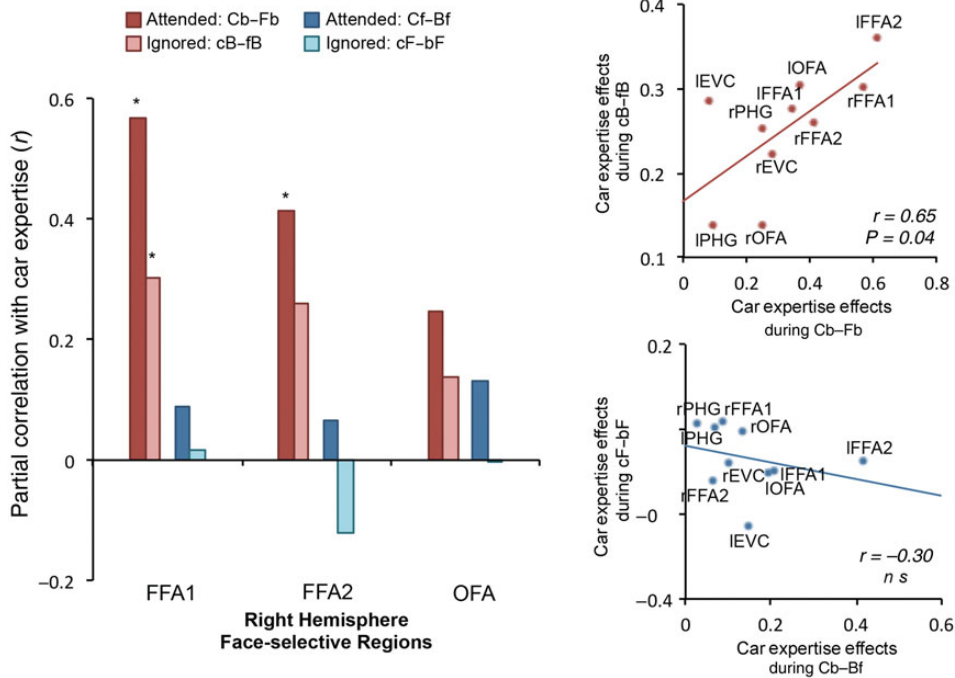 Attended: Cb–Fb
Attended: Cf–Bf
Ignored: cB–fB
Ignored: cF–bF
Partial correlation with car expertise (r)
0.6
0.4
0.2
0
–0.2
*
*
*
FFA1
FFA2
OFA
Right Hemisphere
Face-selective Regions
Car expertise effects
during cB–fB
0.4
0.3
0.2
0.1
lFFA2
lEVC
lOFA
lFFA1
rFFA1
rPHG
rFFA2
rEVC
lPHG
rOFA
r = 0.65
P = 0.04
0
0.2
0.4
0.6
0.8
Car expertise effects
during Cb–Fb
Car expertise effects
during cF–bF
0.2
–0
–0.4
rPHG
rFFA1
lPHG
rOFA
lFFA2
rEVC
lFFA1
rFFA2
lOFA
lEVC
r = –0.30
n s
0
0.2
0.4
0.6
Car expertise effects
during Cb–Bf